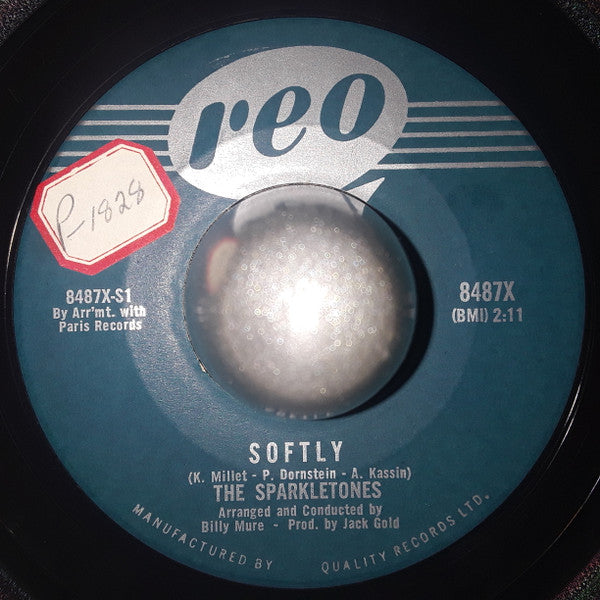 reo
P-1828
8487X-S1
By Arr'mt. with
Paris Records
8487X
(BMI) 2:11
SOFTLY
(K. Millet - P. Dornstein - A. Kassin)
THE SPARKLETONES
Arranged and Conducted by
Billy Mure - Prod. by Jack Gold
MANUFACTURED BY QUALITY RECORDS LTD.